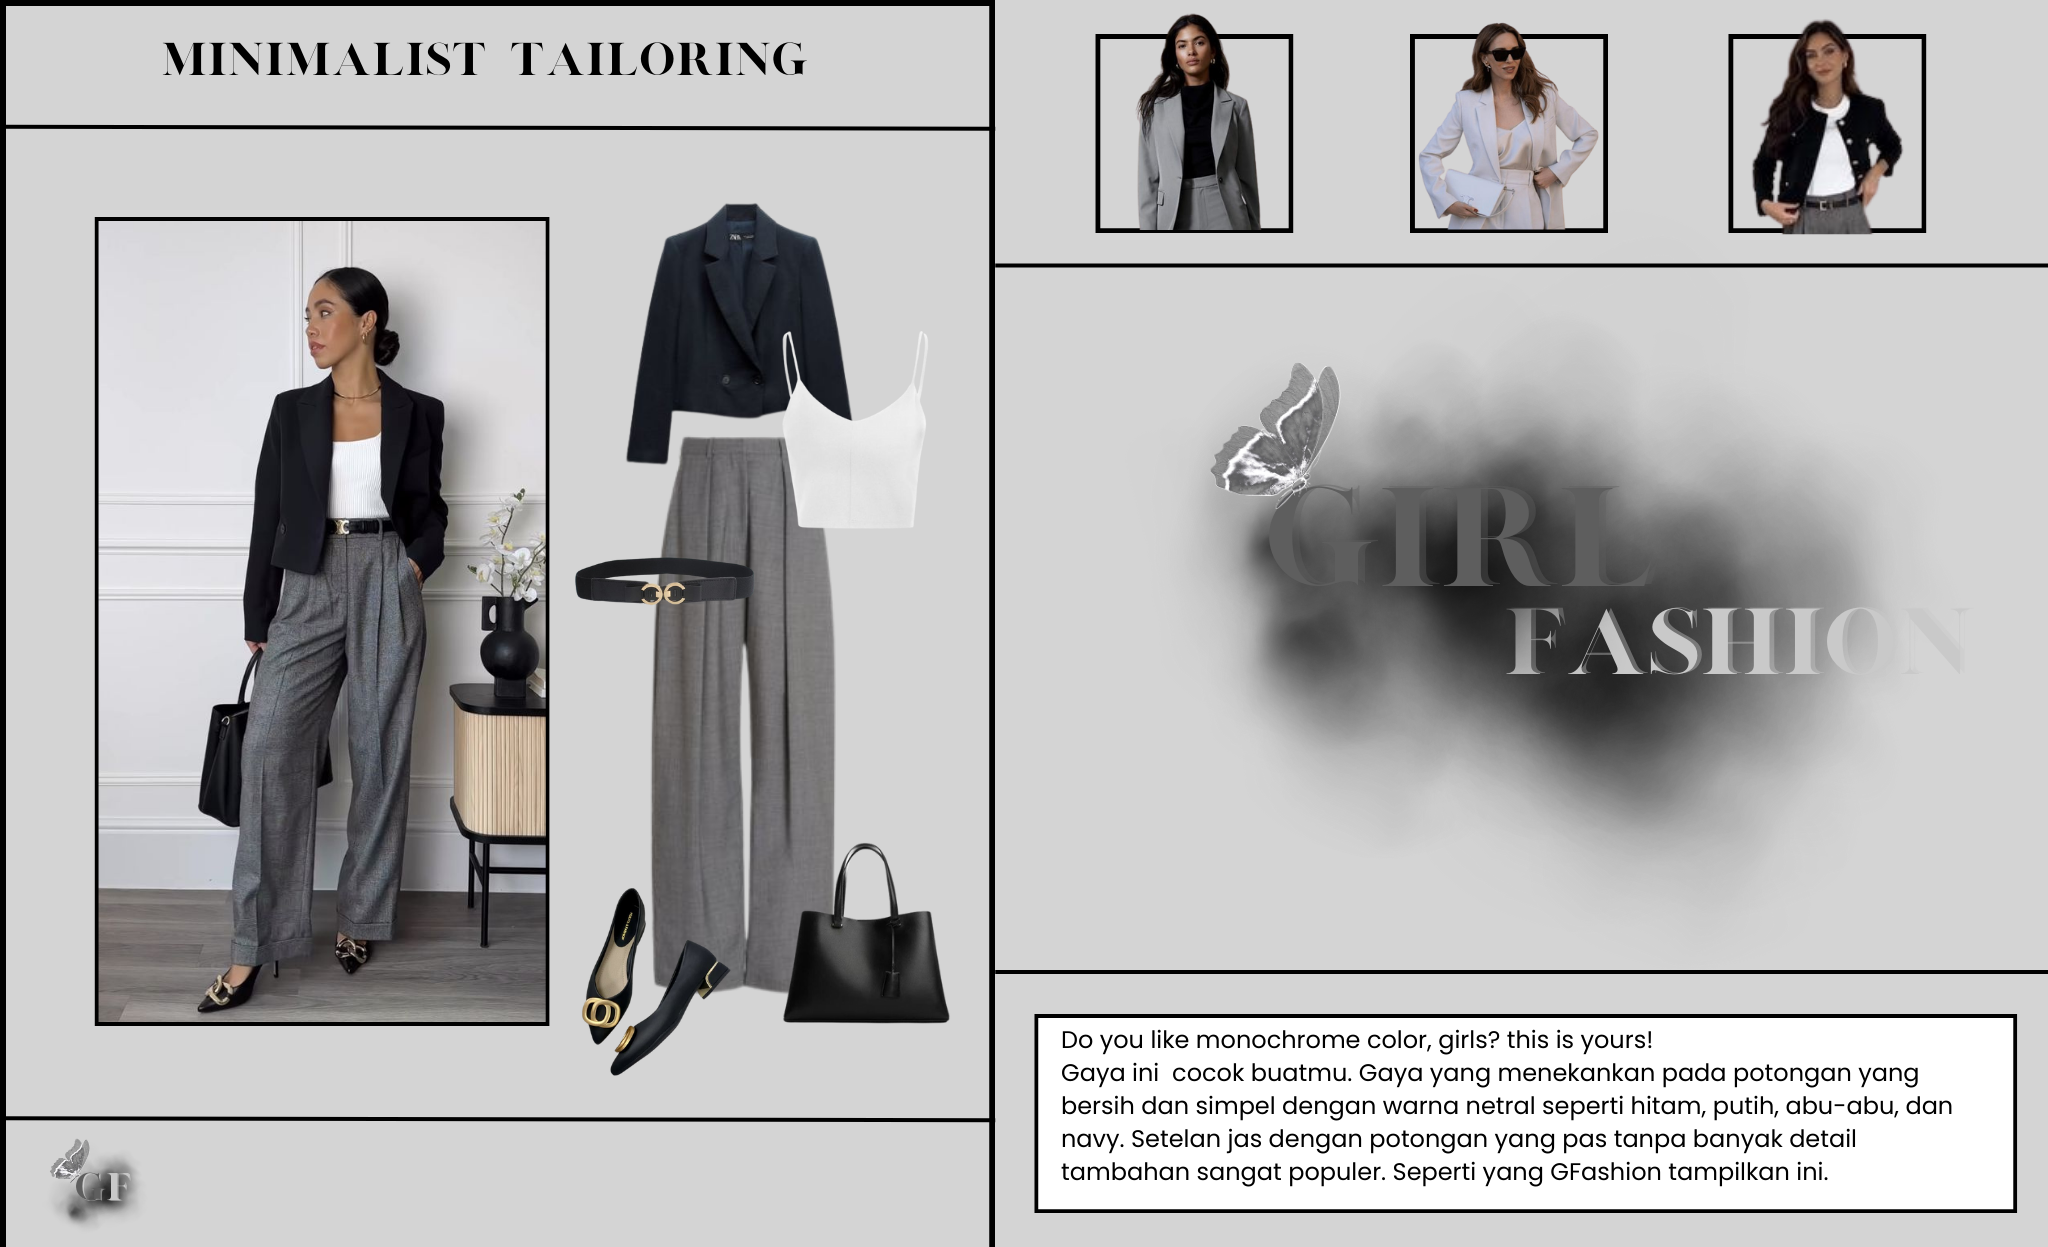 MINIMALIST TAILORING
GIRL
FASHION
Do you like monochrome color, girls? this is yours!
Gaya ini cocok buatmu. Gaya yang menekankan pada potongan yang
bersih dan simpel dengan warna netral seperti hitam, putih, abu-abu, dan
navy. Setelan jas dengan potongan yang pas tanpa banyak detail
tambahan sangat populer. Seperti yang GFashion tampilkan ini.
GF